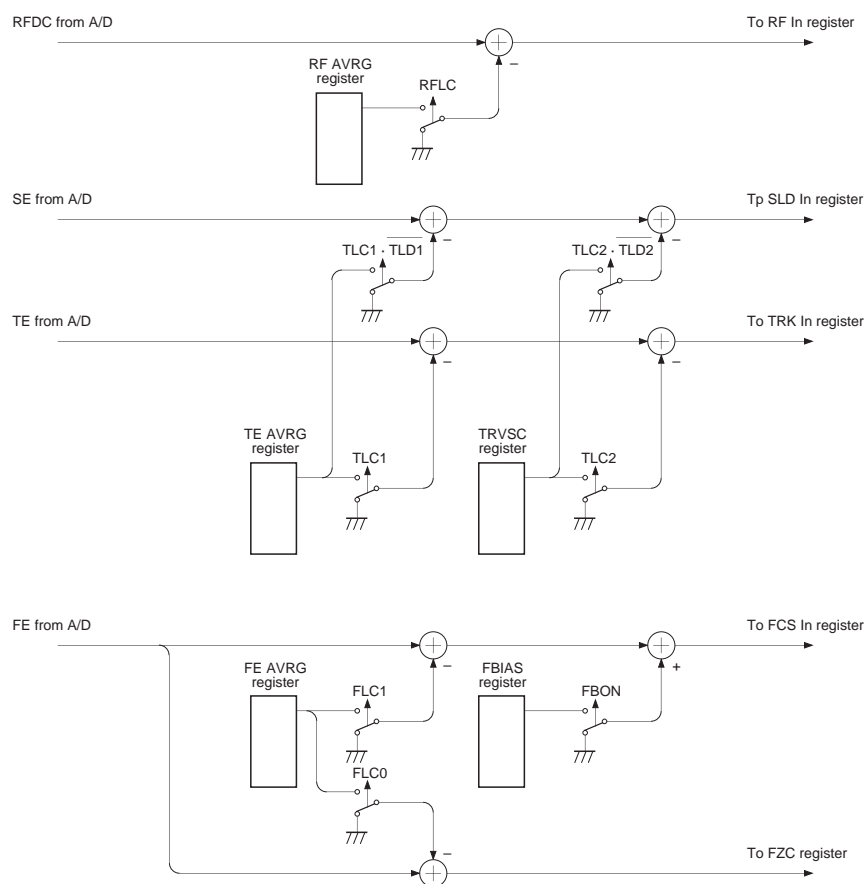 RFDC from A/D
To RF In register
RF AVRG
register
RFLC
–
SE from A/D
Tp SLD In register
–
–
TLC1 · TLD1
TLC2 · TLD2
TE from A/D
To TRK In register
–
–
TE AVRG
register
TLC1
TRVSC
register
TLC2
FE from A/D
To FCS In register
–
+
FE AVRG
register
FLC1
FBIAS
register
FBON
FLC0
–
To FZC register